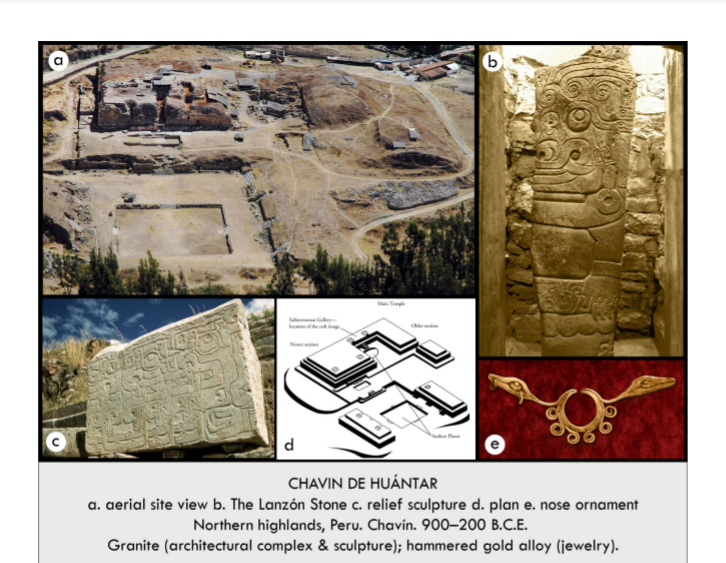 a
b
Main Temple
Subterranean Gallery—
location of the cult image
Older section
Newer section
Sunken Plazas
c
d
e
CHAVIN DE HUÁNTAR
a. aerial site view b. The Lanzón Stone c. relief sculpture d. plan e. nose ornament
Northern highlands, Peru. Chavín. 900–200 B.C.E.
Granite (architectural complex & sculpture); hammered gold alloy (jewelry).